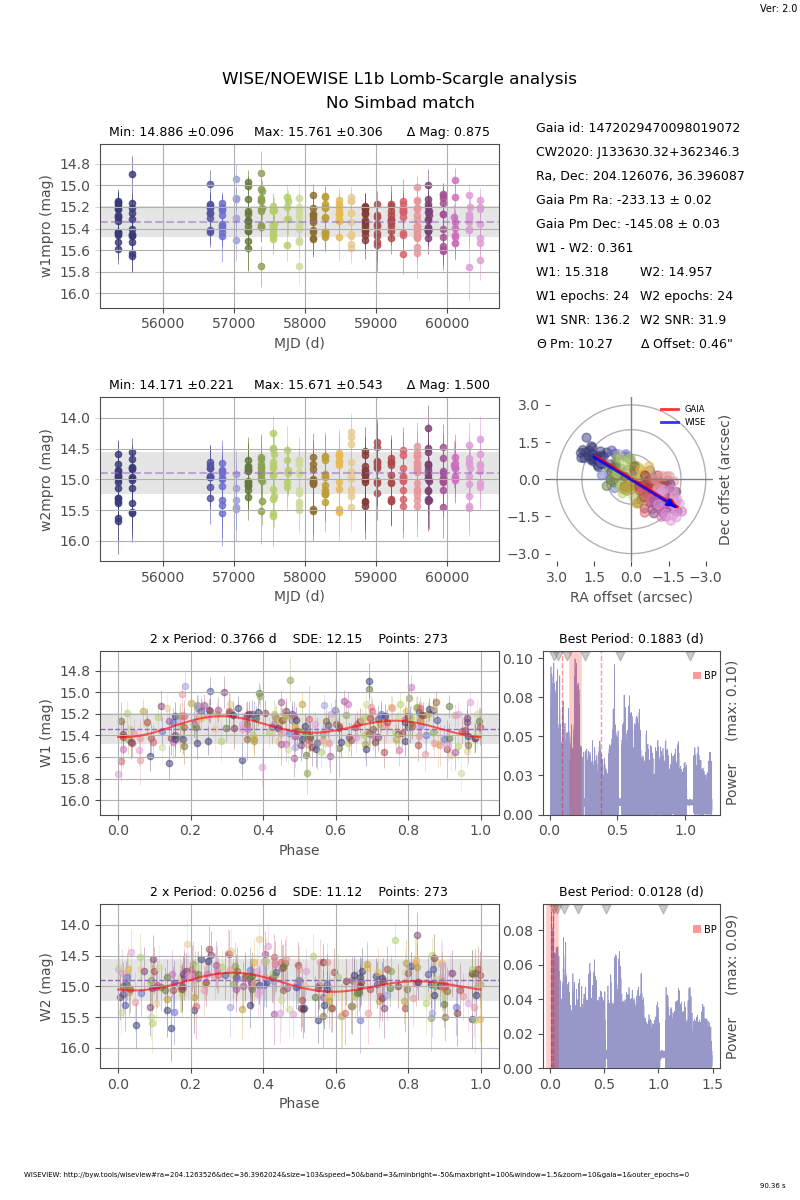 Ver: 2.0
WISE/NOEWISE L1b Lomb-Scargle analysis
No Simbad match
Min: 14.886 ±0.096 Max: 15.761 ±0.306 Δ Mag: 0.875
14.8
15.0
15.2
15.4
15.6
15.8
16.0
w1mpro (mag)
56000 57000 58000 59000 60000
MJD (d)
Gaia id: 1472029470098019072
CW2020: J133630.32+362346.3
Ra, Dec: 204.126076, 36.396087
Gaia Pm Ra: -233.13 ± 0.02
Gaia Pm Dec: -145.08 ± 0.03
W1 - W2: 0.361
W1: 15.318 W2: 14.957
W1 epochs: 24 W2 epochs: 24
W1 SNR: 136.2 W2 SNR: 31.9
Θ Pm: 10.27 Δ Offset: 0.46"
Min: 14.171 ±0.221 Max: 15.671 ±0.543 Δ Mag: 1.500
14.0
14.5
15.0
15.5
16.0
w2mpro (mag)
56000 57000 58000 59000 60000
MJD (d)
GAIA
WISE
3.0
1.5
0.0
−1.5
−3.0
Dec offset (arcsec)
3.0 1.5 0.0 −1.5 −3.0
RA offset (arcsec)
2 x Period: 0.3766 d SDE: 12.15 Points: 273
14.8
15.0
15.2
15.4
15.6
15.8
16.0
W1 (mag)
0.0 0.2 0.4 0.6 0.8 1.0
Phase
Best Period: 0.1883 (d)
BP
0.10
0.08
0.05
0.03
0.00
Power (max: 0.10)
0.0 0.5 1.0
2 x Period: 0.0256 d SDE: 11.12 Points: 273
14.0
14.5
15.0
15.5
16.0
W2 (mag)
0.0 0.2 0.4 0.6 0.8 1.0
Phase
Best Period: 0.0128 (d)
BP
0.08
0.06
0.04
0.02
0.00
Power (max: 0.09)
0.0 0.5 1.0 1.5
WISEVIEW: http://byw.tools/wiseview#ra=204.1263526&dec=36.3962024&size=103&speed=50&band=3&minbright=-50&maxbright=100&window=1.5&zoom=10&gaia=1&outer_epochs=0
90.36 s